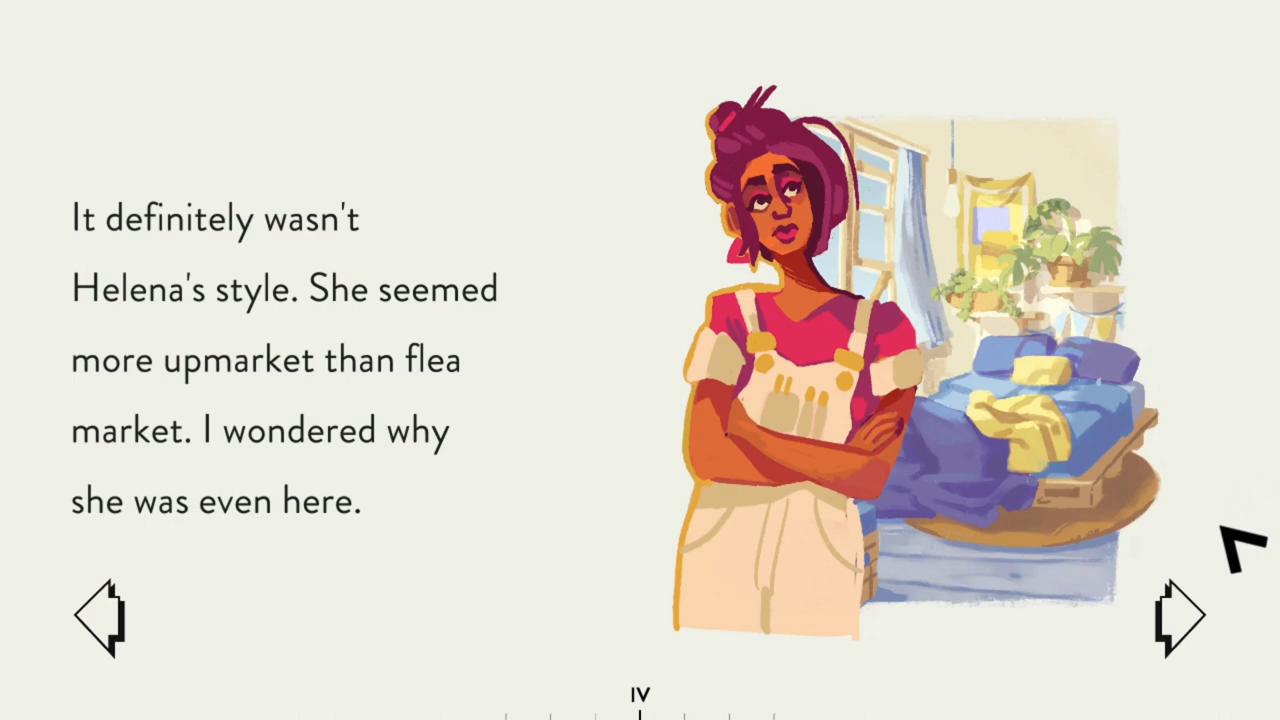 It definitely wasn't
Helena's style. She seemed
more upmarket than flea
market. I wondered why
she was even here.
IV